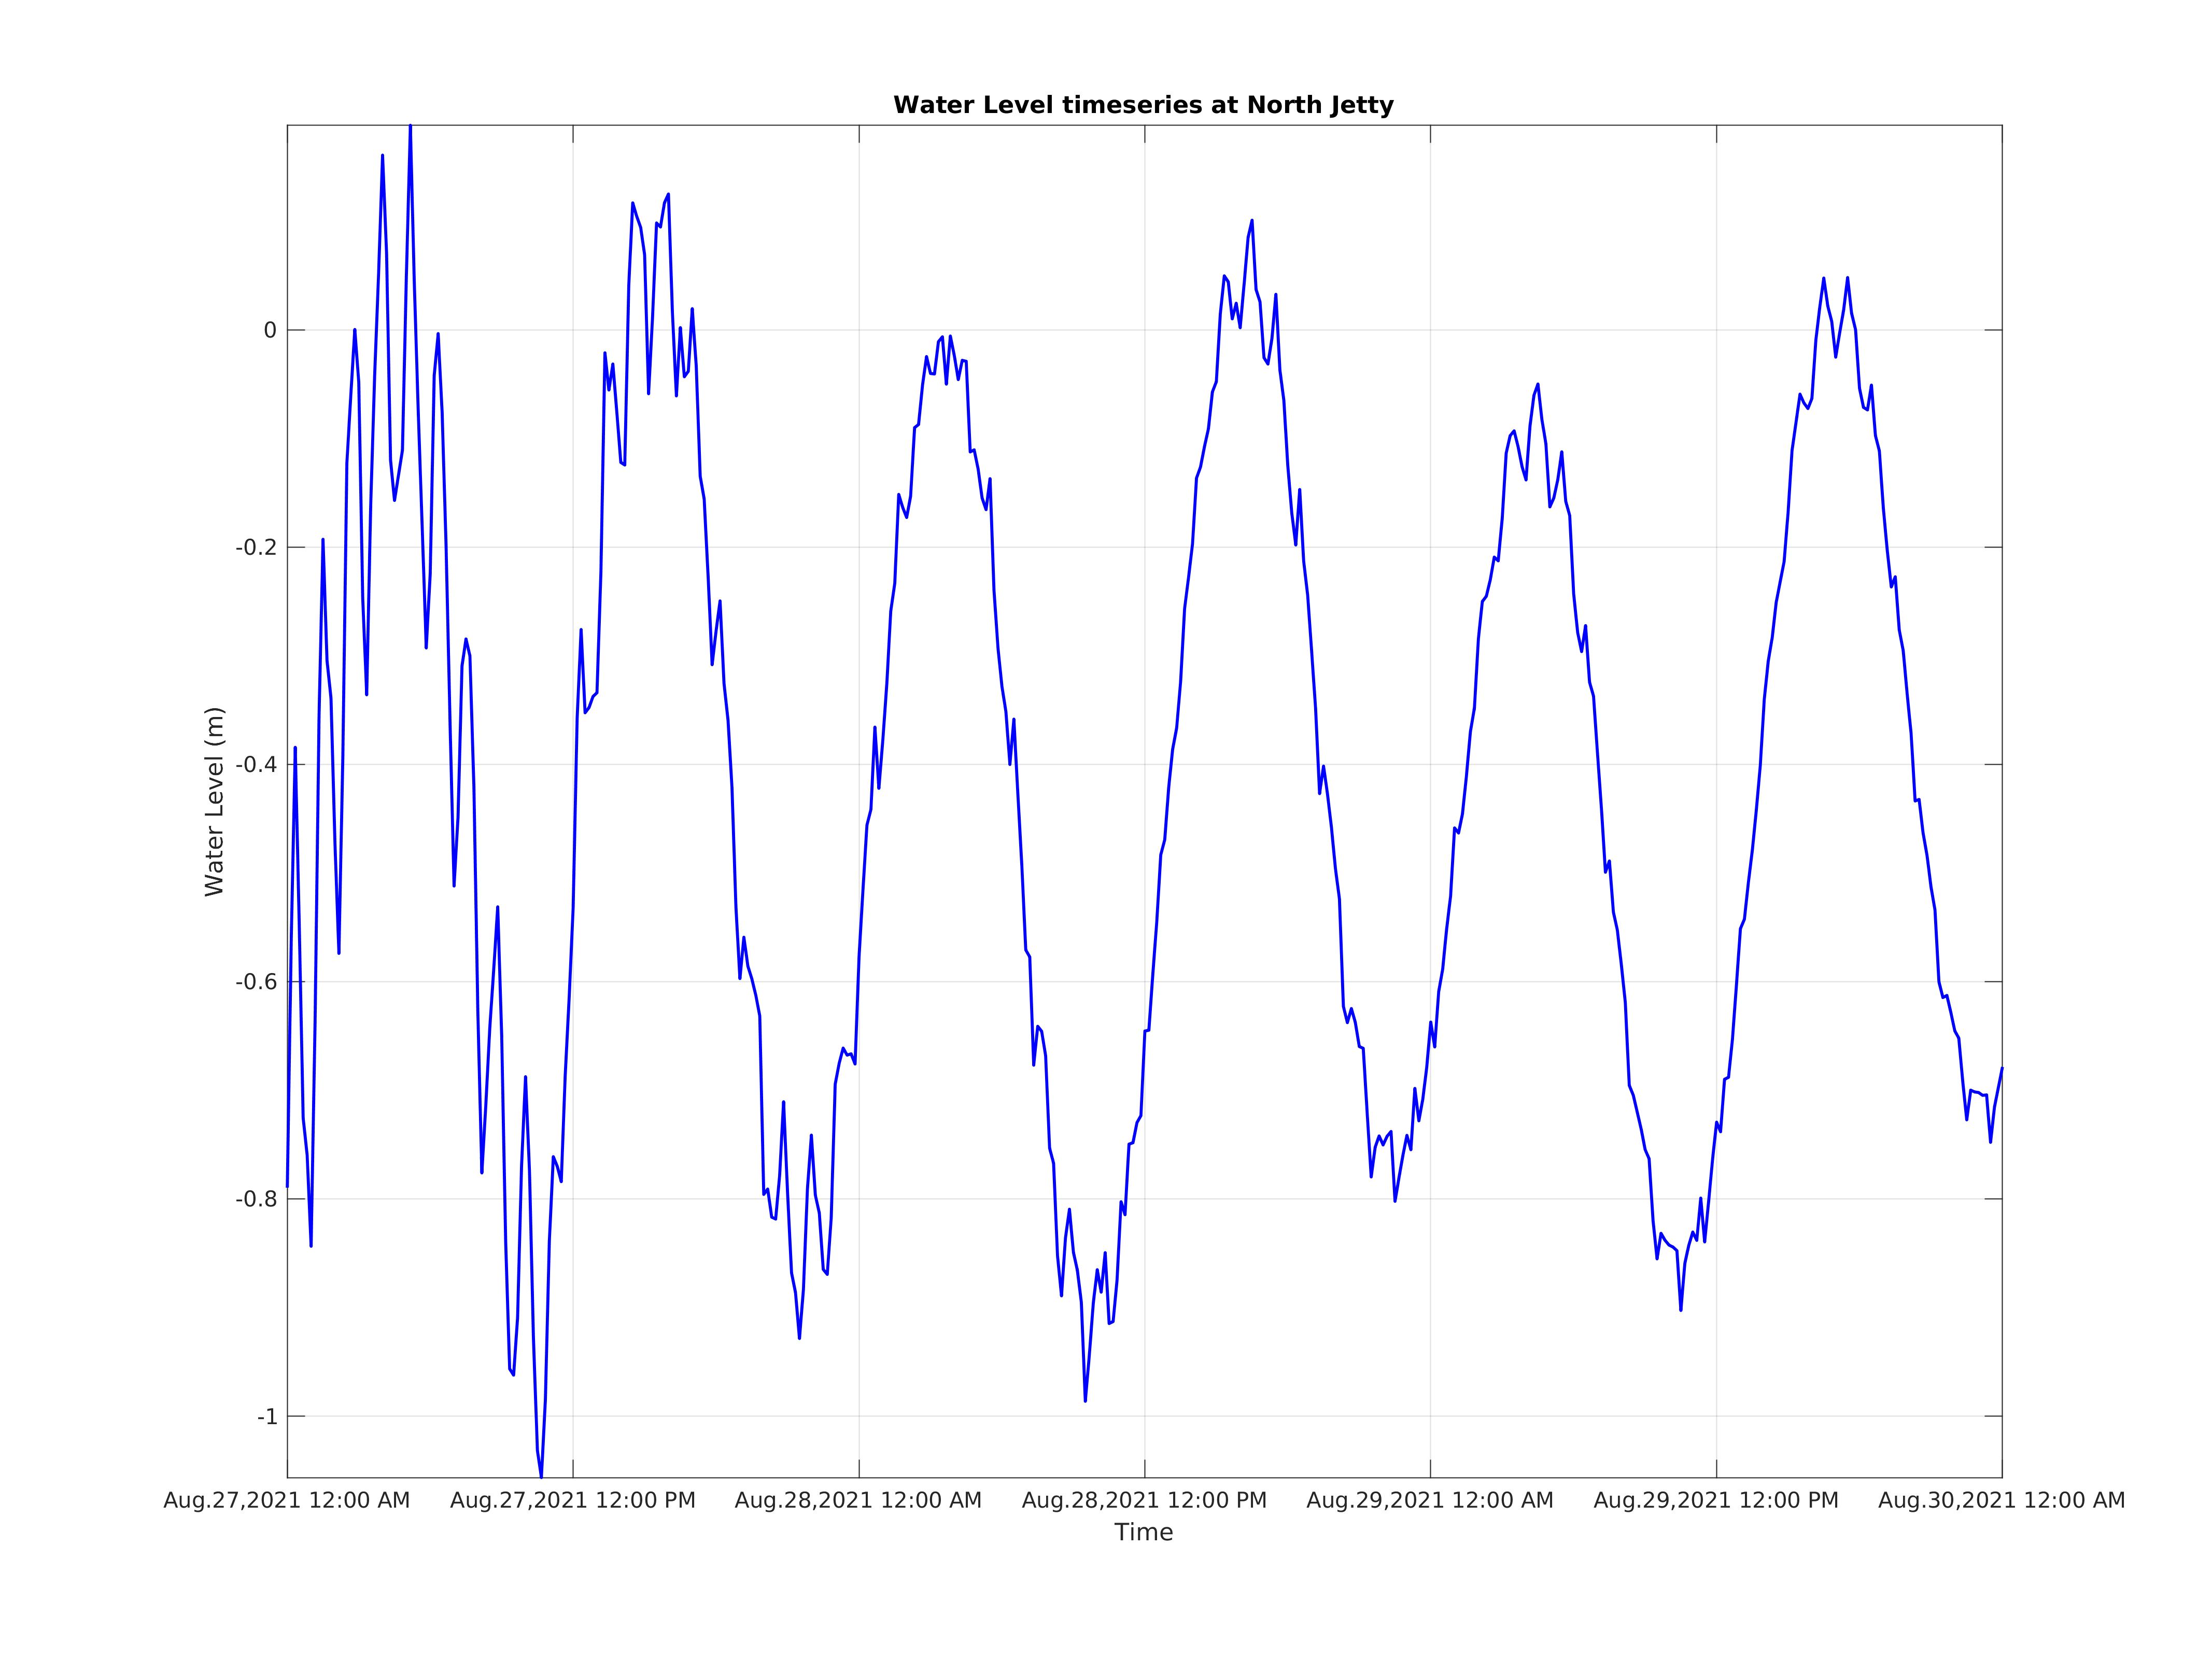 Water Level timeseries at North Jetty
Water Level (m)
0
-0.2
-0.4
-0.6
-0.8
-1
Aug.27,2021 12:00 AM
Aug.27,2021 12:00 PM
Aug.28,2021 12:00 AM
Aug.28,2021 12:00 PM
Aug.29,2021 12:00 AM
Aug.29,2021 12:00 PM
Aug.30,2021 12:00 AM
Time